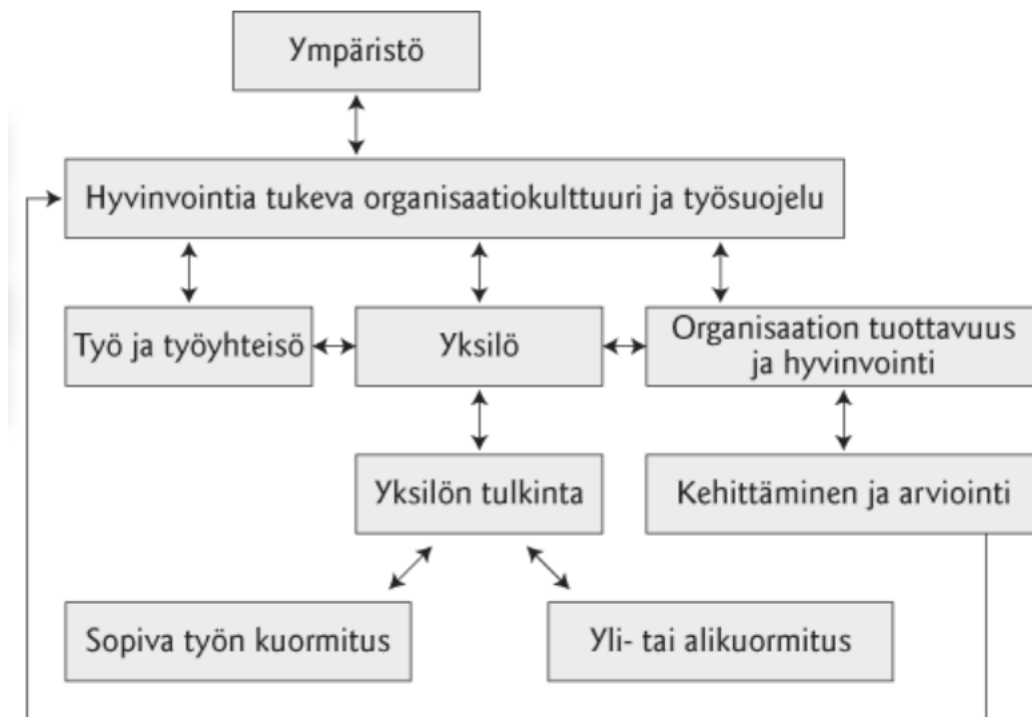 Ympäristö
Hyvinvointia tukeva organisaatiokulttuuri ja työsuojelu
Työ ja työyhteisö
Yksilö
Organisaation tuottavuus
ja hyvinvointi
Yksilön tulkinta
Kehittäminen ja arviointi
Sopiva työn kuormitus
Yli- tai alikuormitus